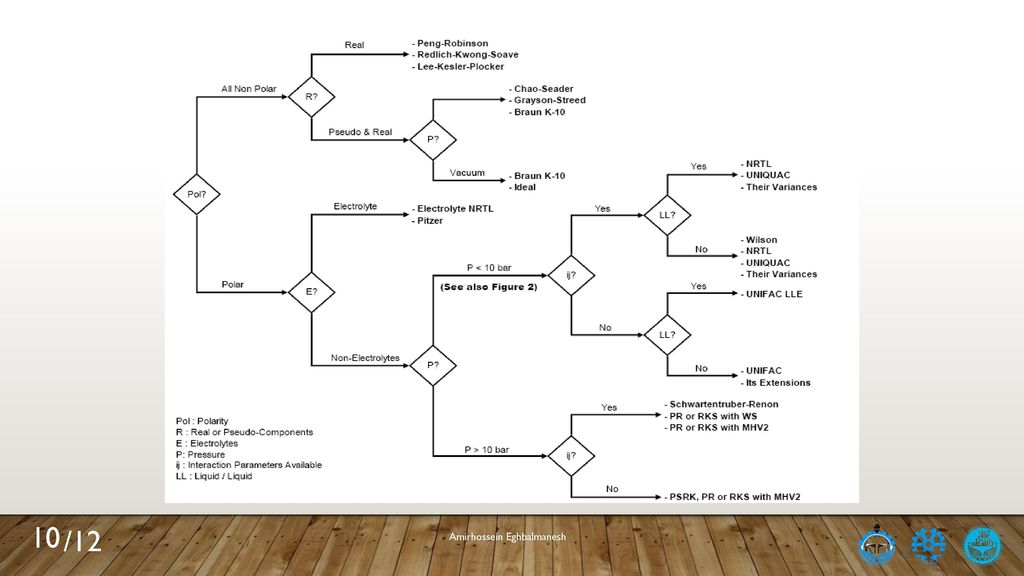 Real
- Peng-Robinson
- Redlich-Kwong-Soave
- Lee-Kesler-Plocker
All Non Polar
R?
- Chao-Seader
- Grayson-Streed
- Braun K-10
Pseudo & Real
P?
Vacuum
- Braun K-10
- Ideal
Pol?
Electrolyte
- Electrolyte NRTL
- Pitzer
Polar
E?
Non-Electrolytes
P?
P < 10 bar
(See also Figure 2)
ij?
Yes
LL?
Yes
- NRTL
- UNIQUAC
- Their Variances
No
- Wilson
- NRTL
- UNIQUAC
- Their Variances
No
LL?
Yes
- UNIFAC LLE
No
- UNIFAC
- Its Extensions
P > 10 bar
ij?
Yes
- Schwartentruber-Renon
- PR or RKS with WS
- PR or RKS with MHV2
No
- PSRK, PR or RKS with MHV2
Pol : Polarity
R : Real or Pseudo-Components
E : Electrolytes
P: Pressure
ij : Interaction Parameters Available
LL : Liquid / Liquid
10/12
Amirhossein Eghbalmanesh